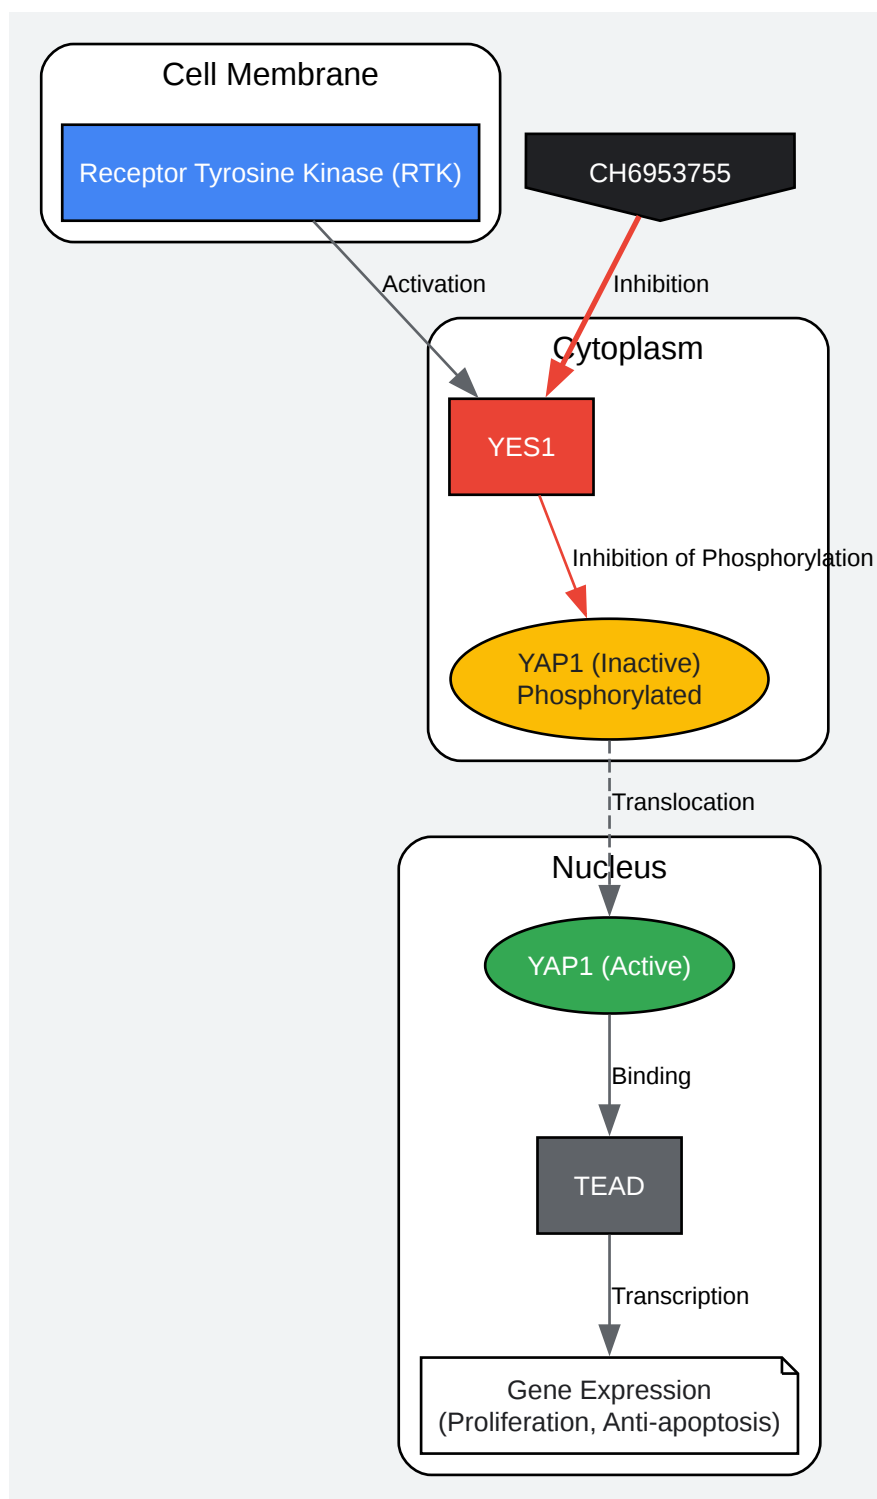 Cell Membrane
Receptor Tyrosine Kinase (RTK)
CH6953755
Activation
Inhibition
Cytoplasm
YES1
Inhibition of Phosphorylation
YAP1 (Inactive)
Phosphorylated
Translocation
Nucleus
YAP1 (Active)
Binding
TEAD
Transcription
Gene Expression
(Proliferation, Anti-apoptosis)